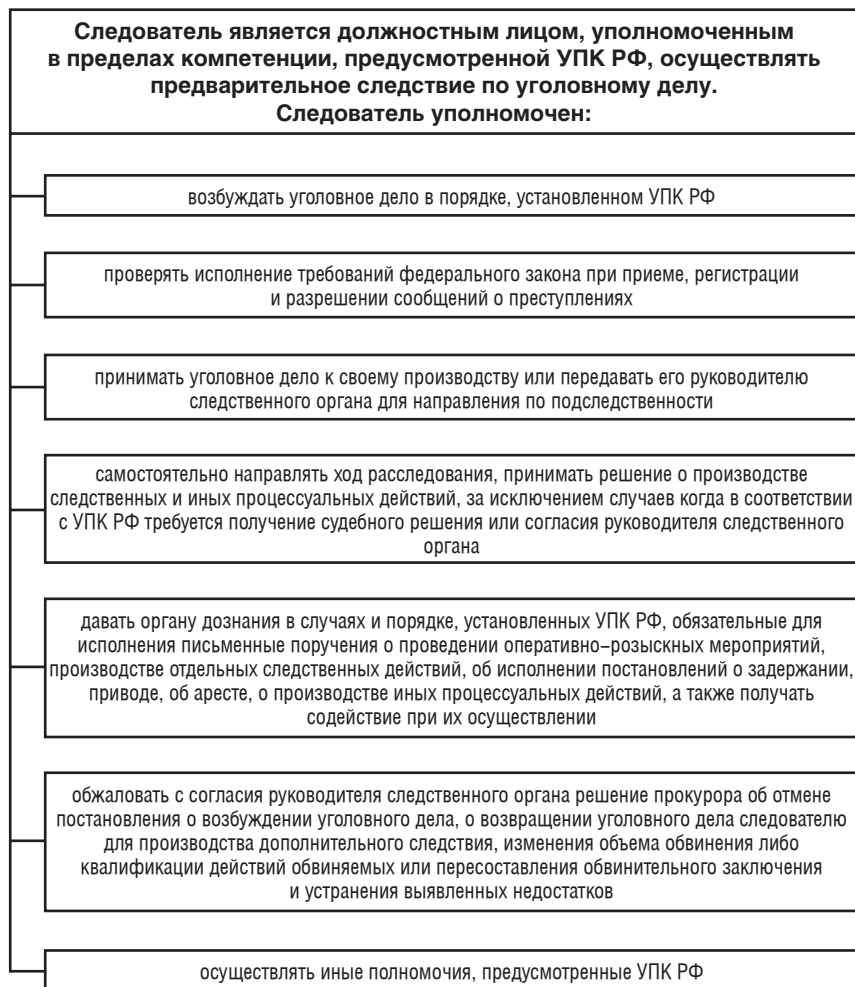 Следователь является должностным лицом, уполномоченным
в пределах компетенции, предусмотренной УПК РФ, осуществлять
предварительное следствие по уголовному делу.
Следователь уполномочен:
возбуждать уголовное дело в порядке, установленном УПК РФ
проверять исполнение требований федерального закона при приеме, регистрации
и разрешении сообщений о преступлениях
принимать уголовное дело к своему производству или передавать его руководителю
следственного органа для направления по подследственности
самостоятельно направлять ход расследования, принимать решение о производстве
следственных и иных процессуальных действий, за исключением случаев когда в соответствии
с УПК РФ требуется получение судебного решения или согласия руководителя следственного
органа
давать органу дознания в случаях и порядке, установленных УПК РФ, обязательные для
исполнения письменные поручения о проведении оперативно–розыскных мероприятий,
производстве отдельных следственных действий, об исполнении постановлений о задержании,
приводе, об аресте, о производстве иных процессуальных действий, а также получать
содействие при их осуществлении
обжаловать с согласия руководителя следственного органа решение прокурора об отмене
постановления о возбуждении уголовного дела, о возвращении уголовного дела следователю
для производства дополнительного следствия, изменения объема обвинения либо
квалификации действий обвиняемых или пересоставления обвинительного заключения
и устранения выявленных недостатков
осуществлять иные полномочия, предусмотренные УПК РФ